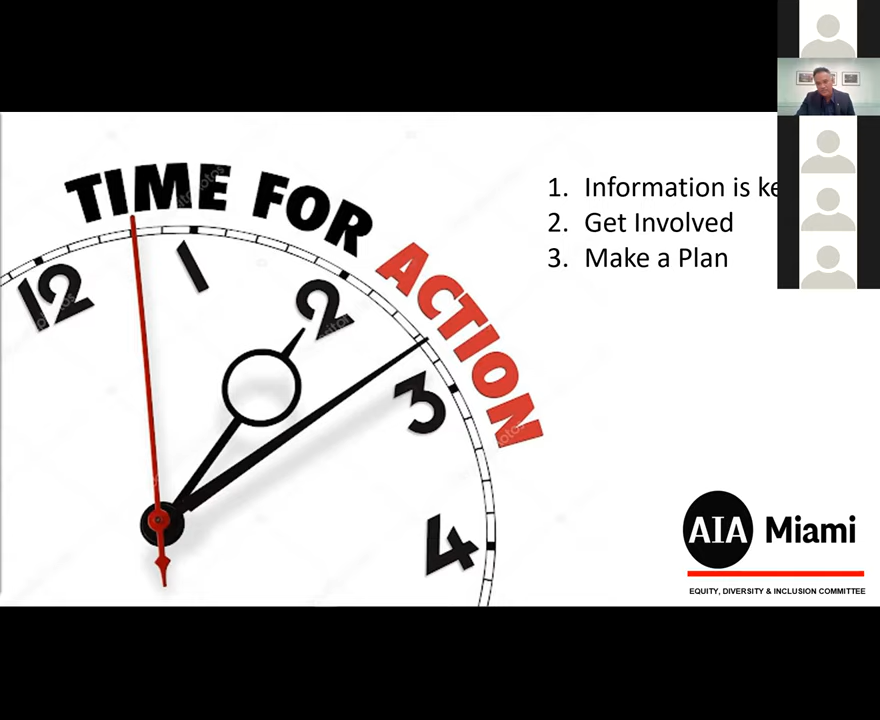 TIME FOR ACTION
12
1
2
3
4
1. Information is ke
2. Get Involved
3. Make a Plan
AIA Miami
EQUITY, DIVERSITY & INCLUSION COMMITTEE